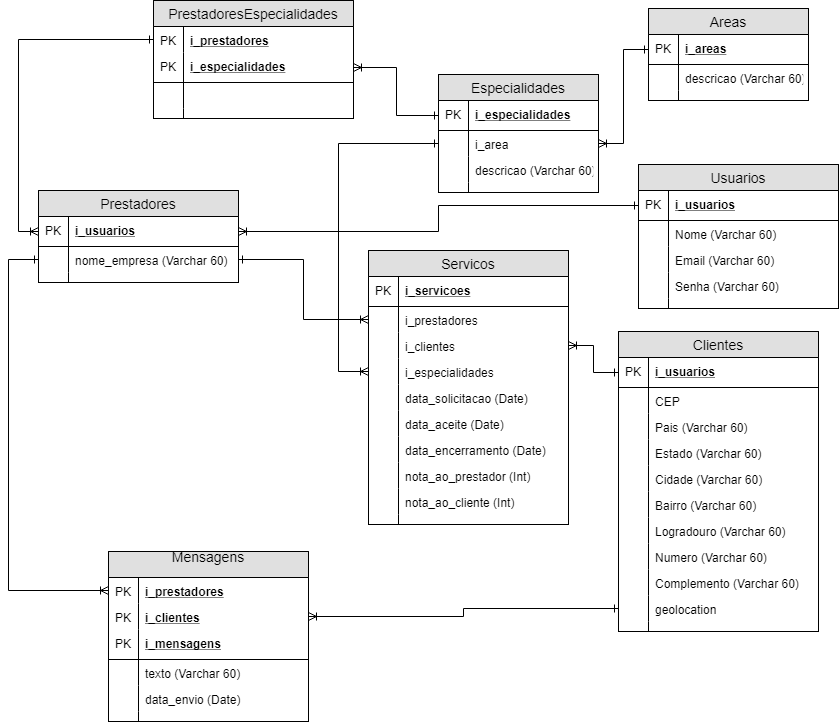 PrestadoresEspecialidades
PK i_prestadores
PK i_especialidades
Areas
PK i_areas
descricao (Varchar 60)
Especialidades
PK i_especialidades
i_area
descricao (Varchar 60)
Usuarios
PK i_usuarios
Nome (Varchar 60)
Email (Varchar 60)
Senha (Varchar 60)
Prestadores
PK i_usuarios
nome_empresa (Varchar 60)
Servicos
PK i_servicoes
i_prestadores
i_clientes
i_especialidades
data_solicitacao (Date)
data_aceite (Date)
data_encerramento (Date)
nota_ao_prestador (Int)
nota_ao_cliente (Int)
Clientes
PK i_usuarios
CEP
Pais (Varchar 60)
Estado (Varchar 60)
Cidade (Varchar 60)
Bairro (Varchar 60)
Logradouro (Varchar 60)
Numero (Varchar 60)
Complemento (Varchar 60)
geolocation
Mensagens
PK i_prestadores
PK i_clientes
PK i_mensagens
texto (Varchar 60)
data_envio (Date)